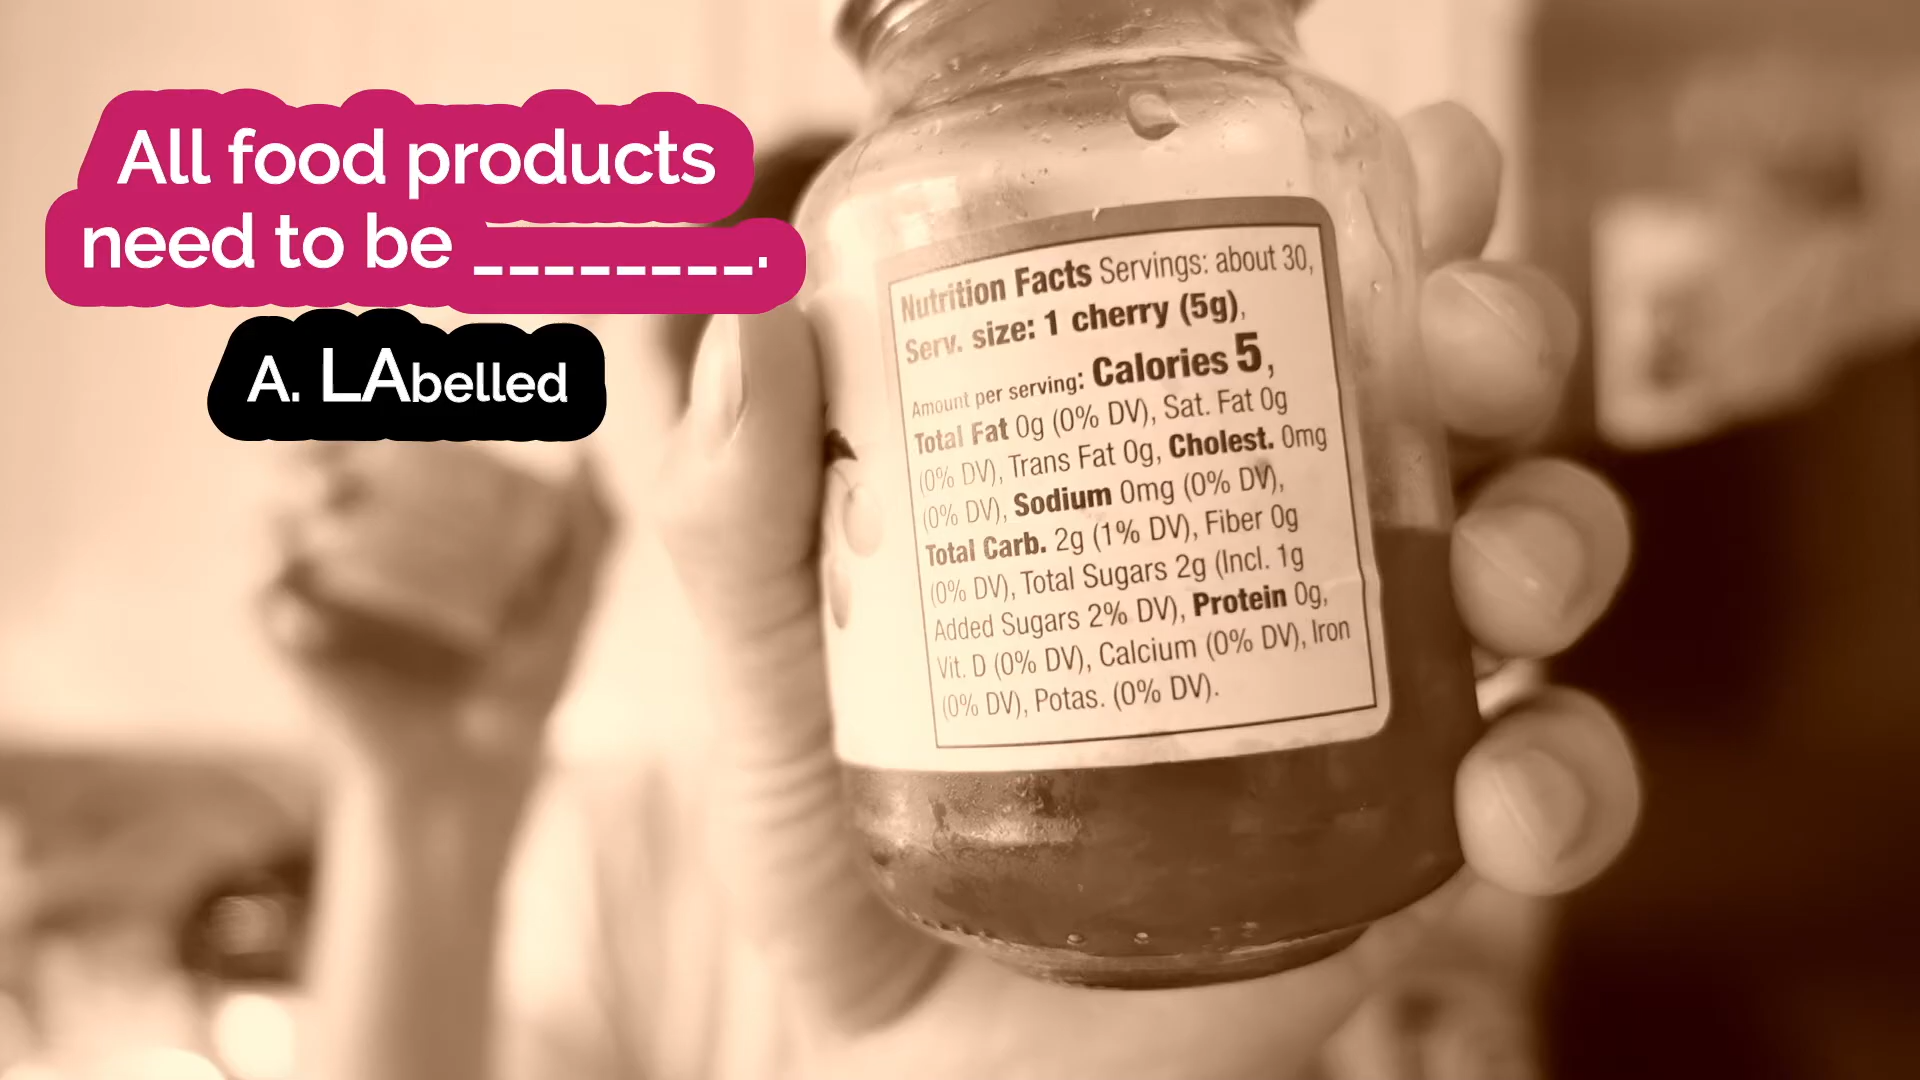 All food products
need to be ________.
A. LAbelled
Nutrition Facts Servings: about 30,
Serv. size: 1 cherry (5g),
Amount per serving: Calories 5,
Total Fat 0g (0% DV), Sat. Fat 0g
(0% DV), Trans Fat 0g, Cholest. 0mg
(0% DV), Sodium 0mg (0% DV),
Total Carb. 2g (1% DV), Fiber 0g
(0% DV), Total Sugars 2g (Incl. 1g
Added Sugars 2% DV), Protein 0g,
Vit. D (0% DV), Calcium (0% DV), Iron
(0% DV), Potas. (0% DV).